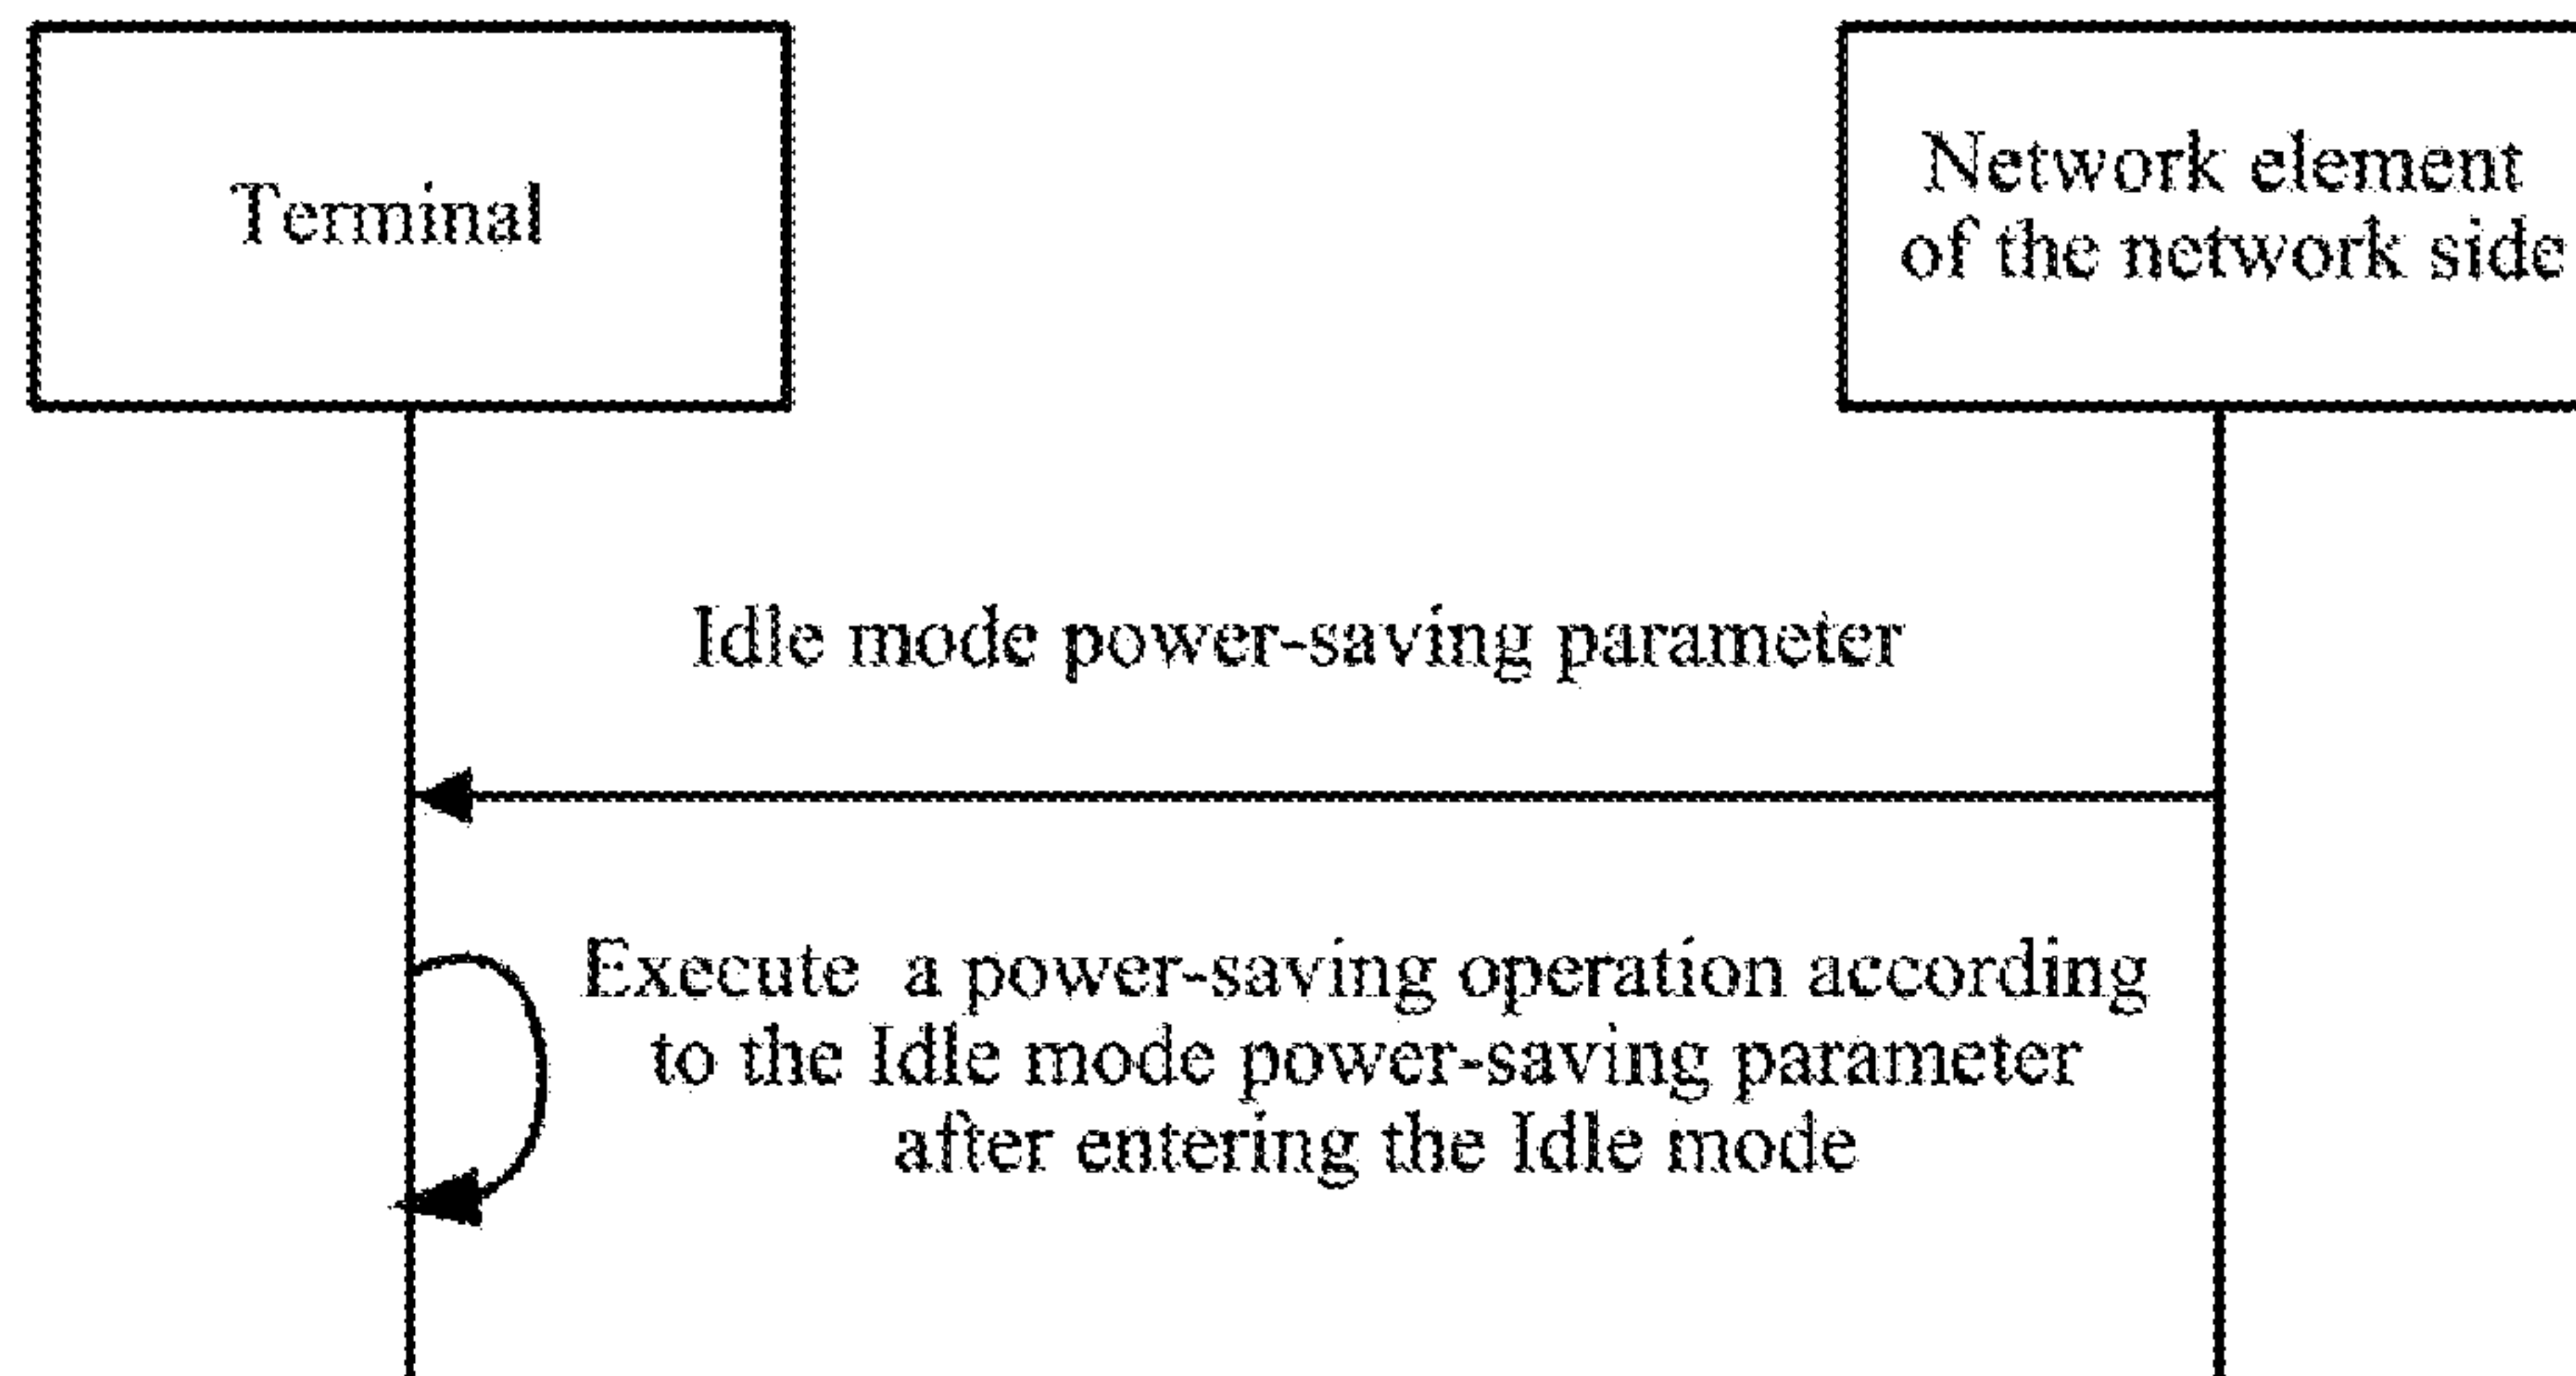 Terminal
Network element
of the network side
Idle mode power-saving parameter
Execute a power-saving operation according
to the Idle mode power-saving parameter
after entering the Idle mode